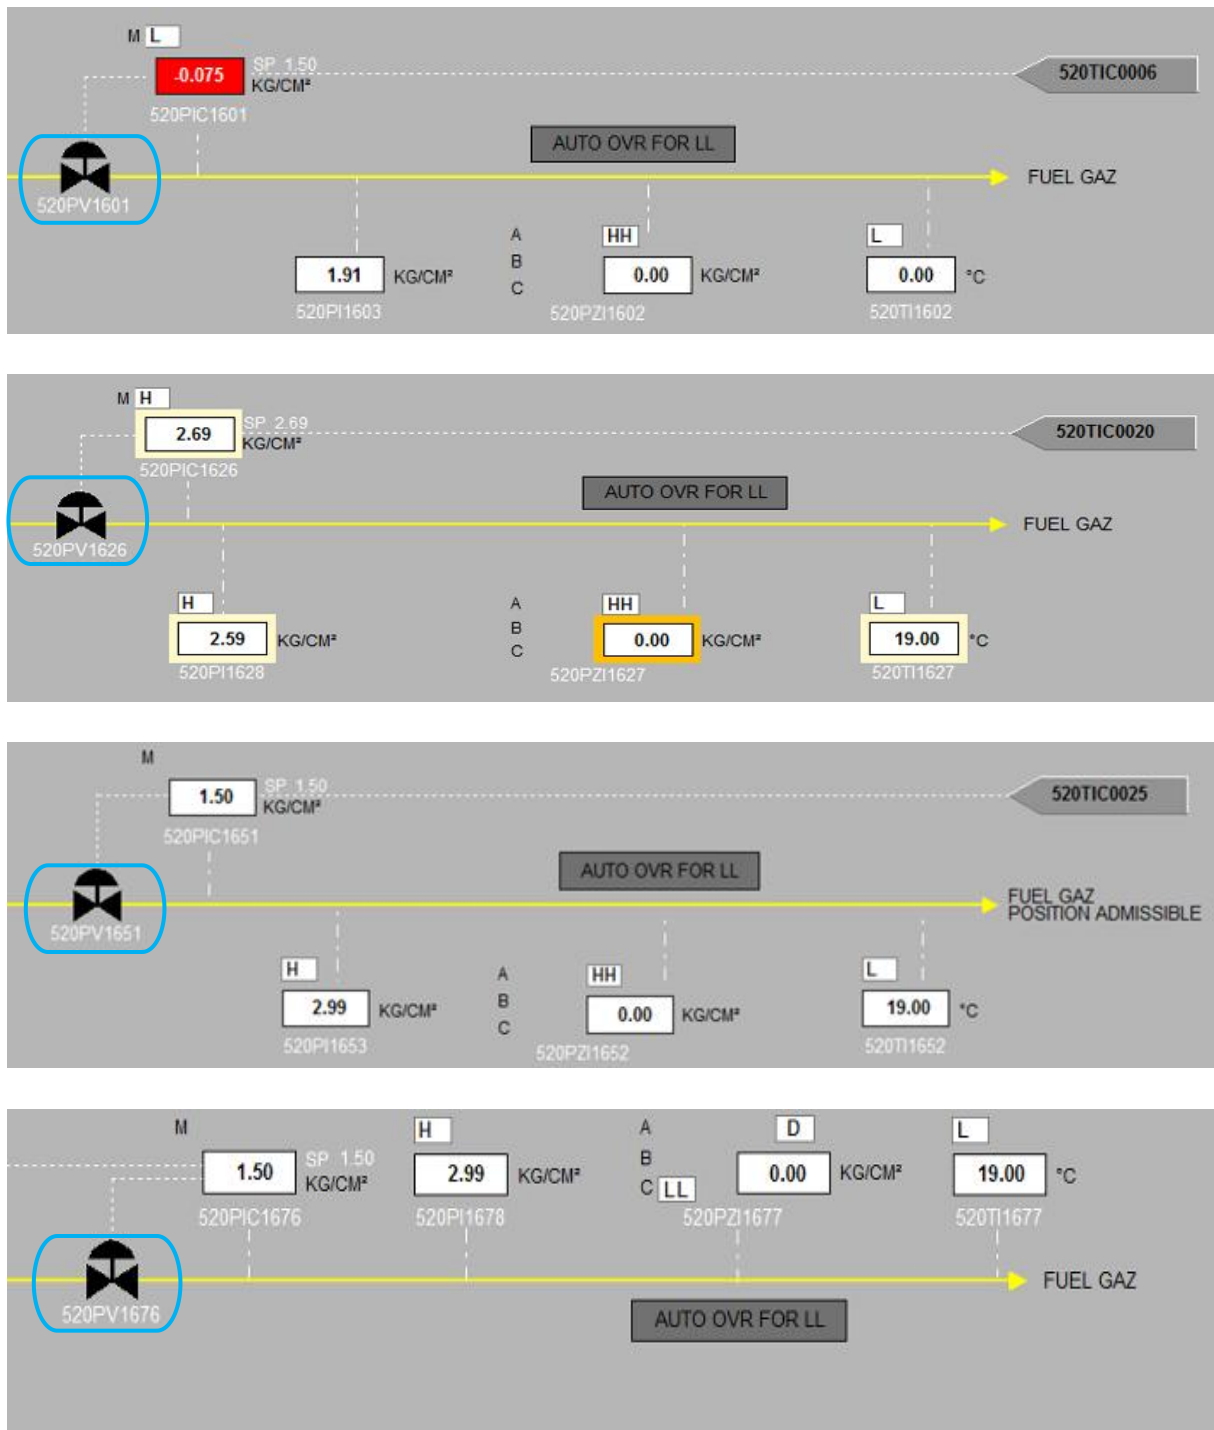 M L
-0.075 SP 1.50
KG/CM²
520PIC1601
520TIC0006
AUTO OVR FOR LL
520PV1601
FUEL GAZ
1.91 KG/CM²
520PI1603
A
B
C
HH
0.00 KG/CM²
520PZI1602
L
0.00 °C
520TI1602
M H
2.69 SP 2.69
KG/CM²
520PIC1626
520TIC0020
AUTO OVR FOR LL
520PV1626
FUEL GAZ
H
2.59 KG/CM²
520PI1628
A
B
C
HH
0.00 KG/CM²
520PZI1627
L
19.00 °C
520TI1627
M
1.50 SP 1.50
KG/CM²
520PIC1651
520TIC0025
AUTO OVR FOR LL
520PV1651
FUEL GAZ
POSITION ADMISSIBLE
H
2.99 KG/CM²
520PI1653
A
B
C
HH
0.00 KG/CM²
520PZI1652
L
19.00 °C
520TI1652
M
1.50 SP 1.50
KG/CM²
520PIC1676
H
2.99 KG/CM²
520PI1678
A
B
C LL
D
0.00 KG/CM²
520PZI1677
L
19.00 °C
520TI1677
520PV1676
FUEL GAZ
AUTO OVR FOR LL